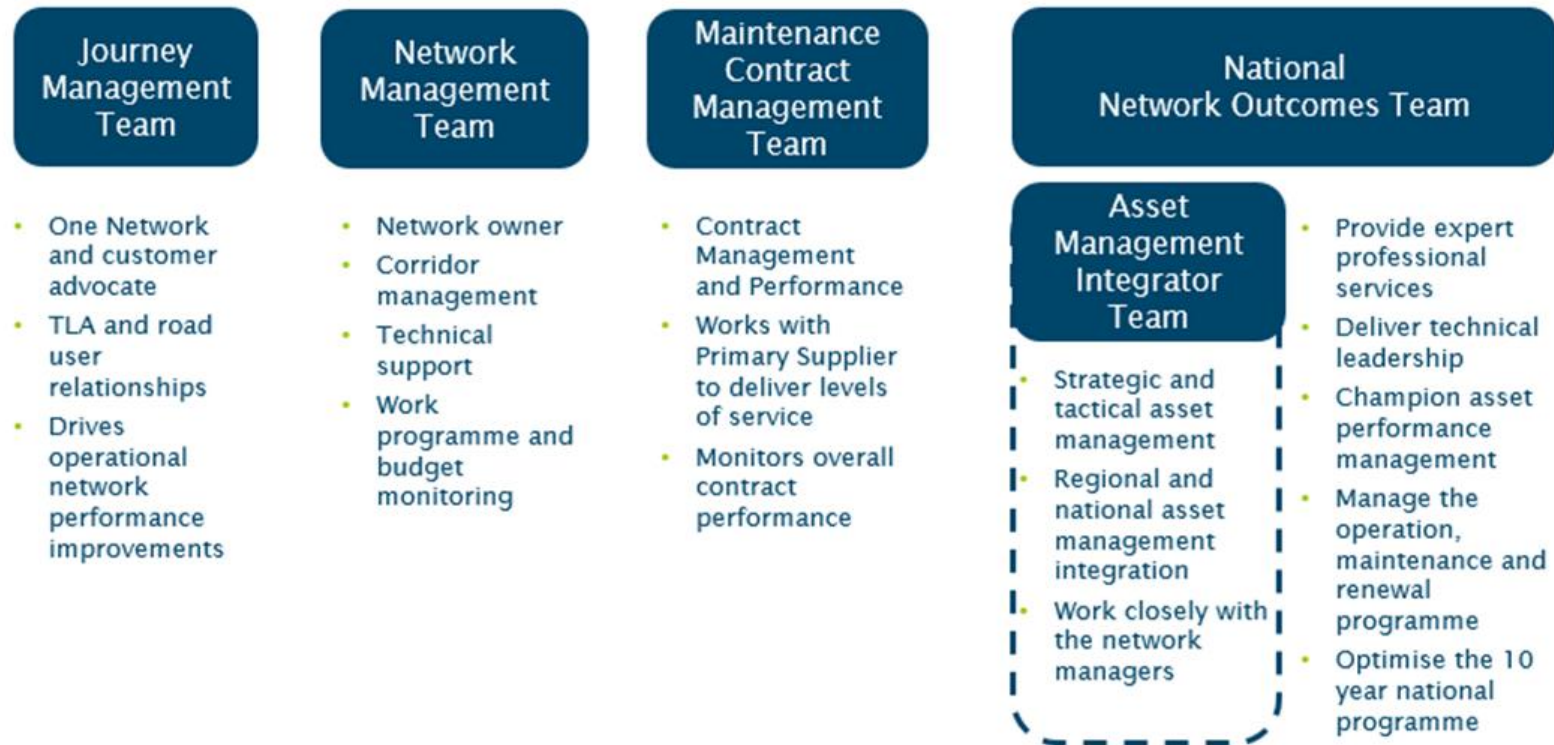 Journey
Management
Team
• One Network
and customer
advocate
• TLA and road
user
relationships
• Drives
operational
network
performance
improvements
Network
Management
Team
• Network owner
• Corridor
management
• Technical
support
• Work
programme and
budget
monitoring
Maintenance
Contract
Management
Team
• Contract
Management
and Performance
• Works with
Primary Supplier
to deliver levels
of service
• Monitors overall
contract
performance
National
Network Outcomes Team
Asset
Management
Integrator
Team
• Strategic and
tactical asset
management
• Regional and
national asset
management
integration
• Work closely with
the network
managers
• Provide expert
professional
services
• Deliver technical
leadership
• Champion asset
performance
management
• Manage the
operation,
maintenance and
renewal
programme
• Optimise the 10
year national
programme